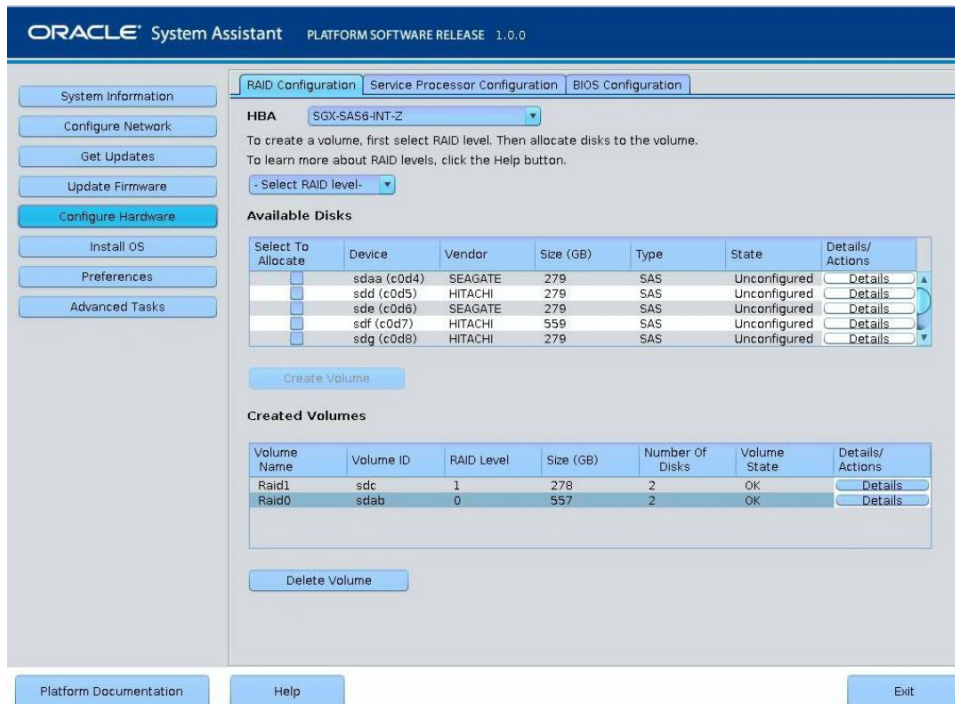 ORACLE® System Assistant PLATFORM SOFTWARE RELEASE 1.0.0
System Information
Configure Network
Get Updates
Update Firmware
Configure Hardware
Install OS
Preferences
Advanced Tasks
RAID Configuration Service Processor Configuration BIOS Configuration
HBA SGX-SAS6-INT-Z
To create a volume, first select RAID level. Then allocate disks to the volume.
To learn more about RAID levels, click the Help button.
- Select RAID level-
Available Disks
Select To Allocate Device Vendor Size (GB) Type State Details/ Actions
sdaa (c0d4) SEAGATE 279 SAS Unconfigured Details
sdd (c0d5) HITACHI 279 SAS Unconfigured Details
sde (c0d6) SEAGATE 279 SAS Unconfigured Details
sdf (c0d7) HITACHI 559 SAS Unconfigured Details
sdg (c0d8) HITACHI 279 SAS Unconfigured Details
Create Volume
Created Volumes
Volume Name Volume ID RAID Level Size (GB) Number Of Disks Volume State Details/ Actions
Raid1 sdc 1 278 2 OK Details
Raid0 sdab 0 557 2 OK Details
Delete Volume
Platform Documentation Help Exit